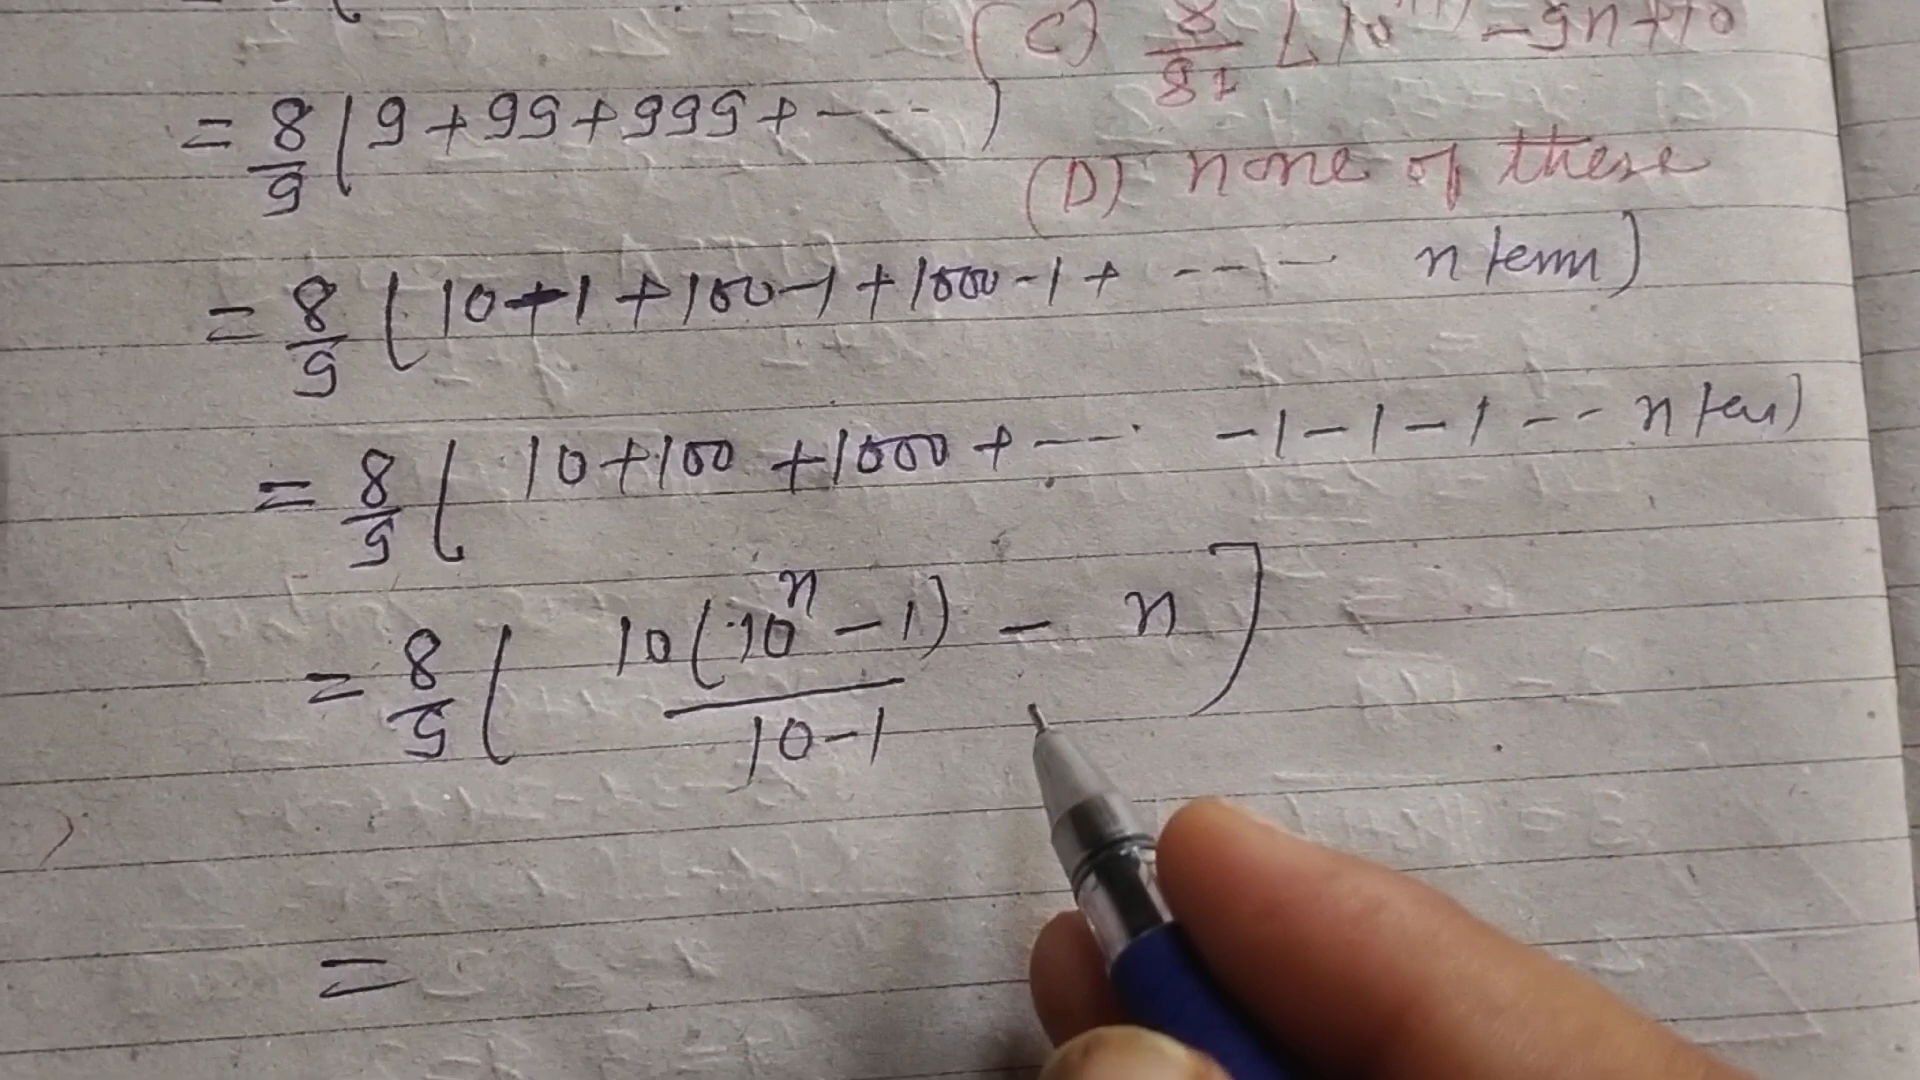 (C) 8/81 [10^(n+1) - 9n+10
= 8/9 (9+99+999+---- )
(D) none of these
= 8/9 (10-1+100-1+1000-1+ ----- n term)
= 8/9 ( 10+100+1000+--- -1-1-1--- n ter)
= 8/9 ( 10(10^n - 1)/10-1 - n ]
=